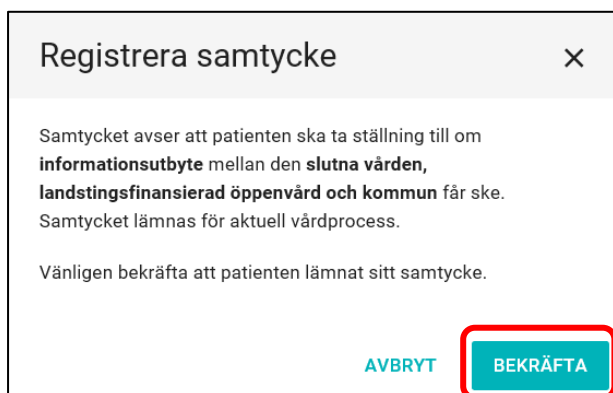 Registrera samtycke
Samtycket avser att patienten ska ta ställning till om
informationsutbyte mellan den slutna vården,
landstingsfinansierad öppenvård och kommun får ske.
Samtycket lämnas för aktuell vårdprocess.
Vänligen bekräfta att patienten lämnat sitt samtycke.
AVBRYT BEKRÄFTA